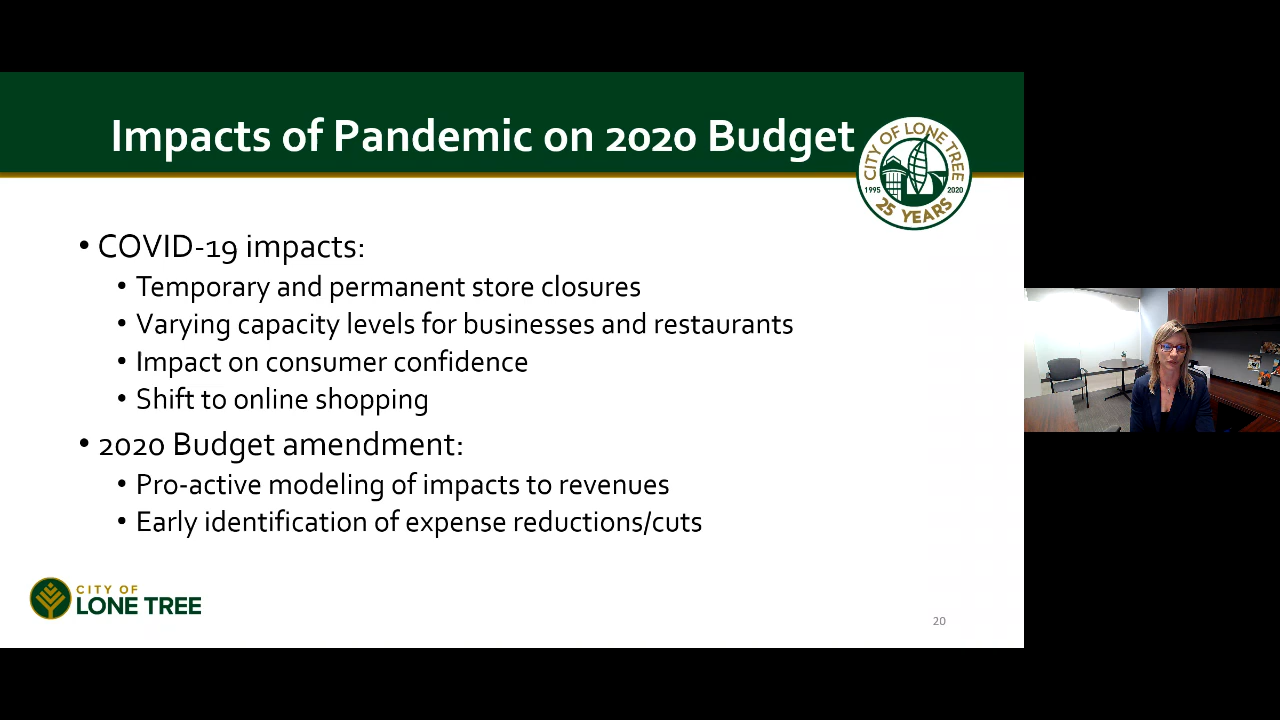 Impacts of Pandemic on 2020 Budget
CITY OF LONE TREE
1995
2020
25 YEARS
• COVID-19 impacts:
• Temporary and permanent store closures
• Varying capacity levels for businesses and restaurants
• Impact on consumer confidence
• Shift to online shopping
• 2020 Budget amendment:
• Pro-active modeling of impacts to revenues
• Early identification of expense reductions/cuts
CITY OF
LONE TREE
20